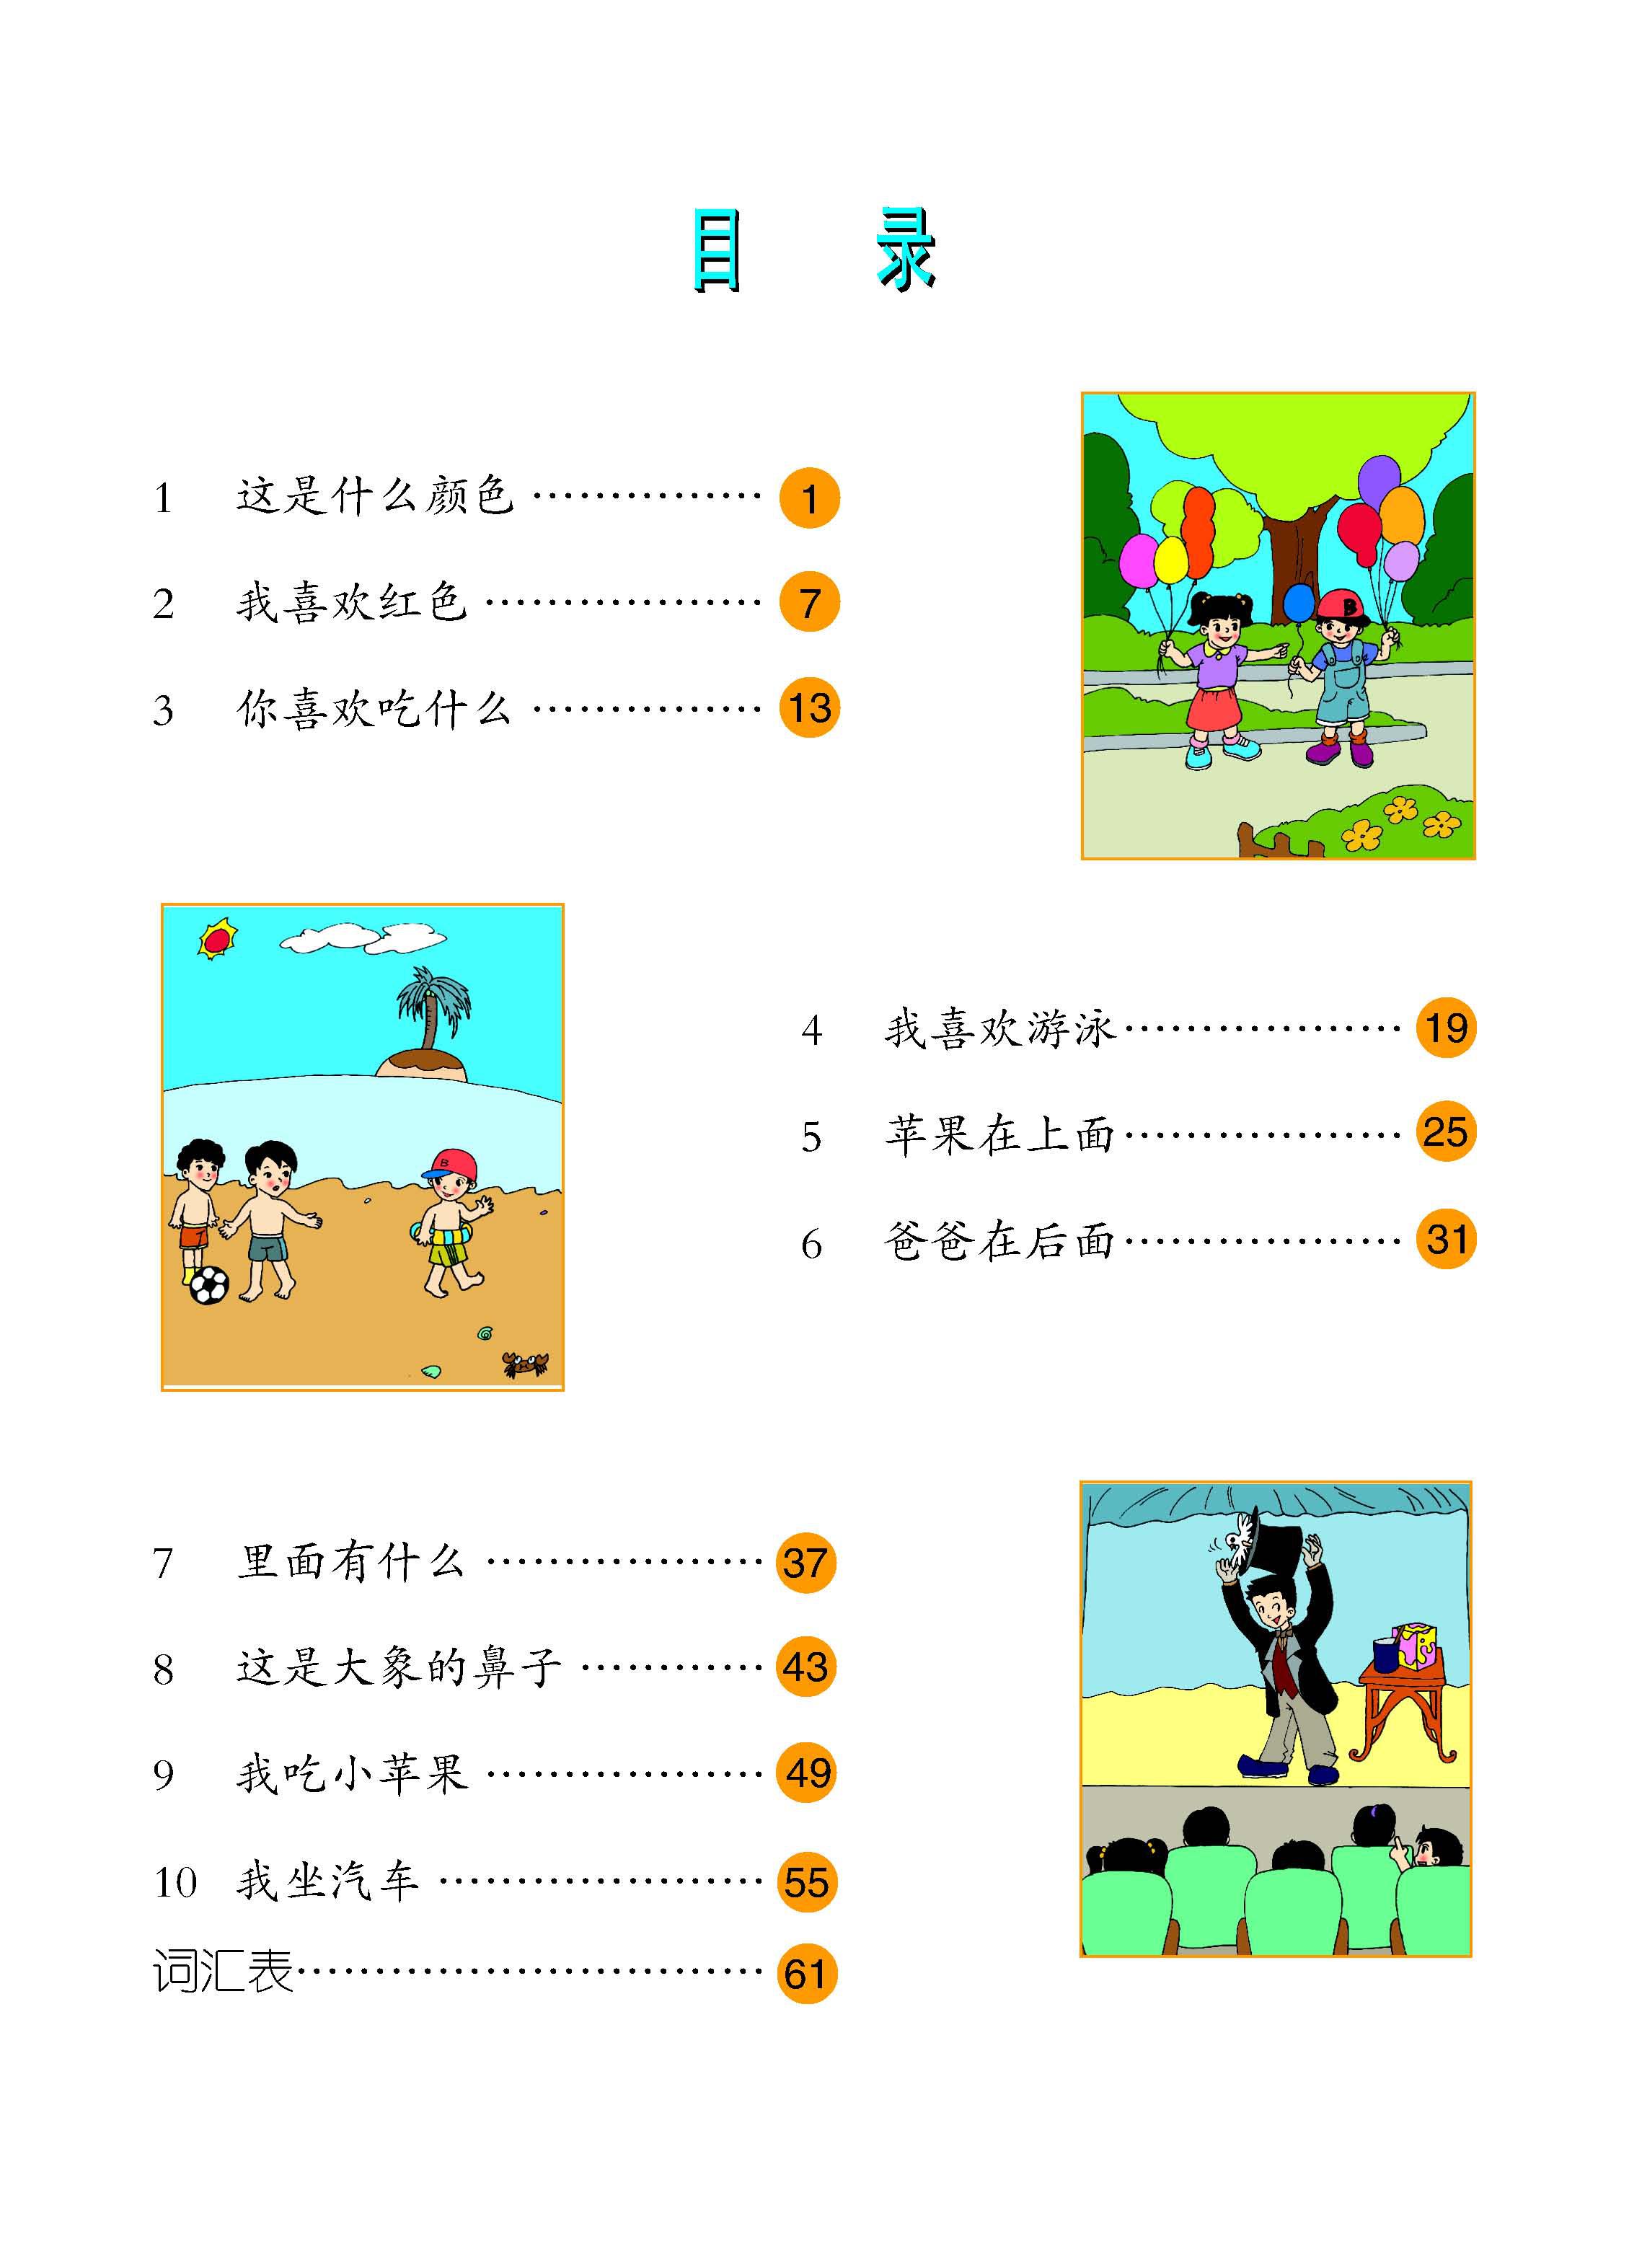 目 录
1 这是什么颜色 …………… 1
2 我喜欢红色 ……………… 7
3 你喜欢吃什么 …………… 13
4 我喜欢游泳……………… 19
5 苹果在上面……………… 25
6 爸爸在后面……………… 31
7 里面有什么 ……………… 37
8 这是大象的鼻子 ………… 43
9 我吃小苹果 ……………… 49
10 我坐汽车 ………………… 55
词汇表………………………… 61
B
B